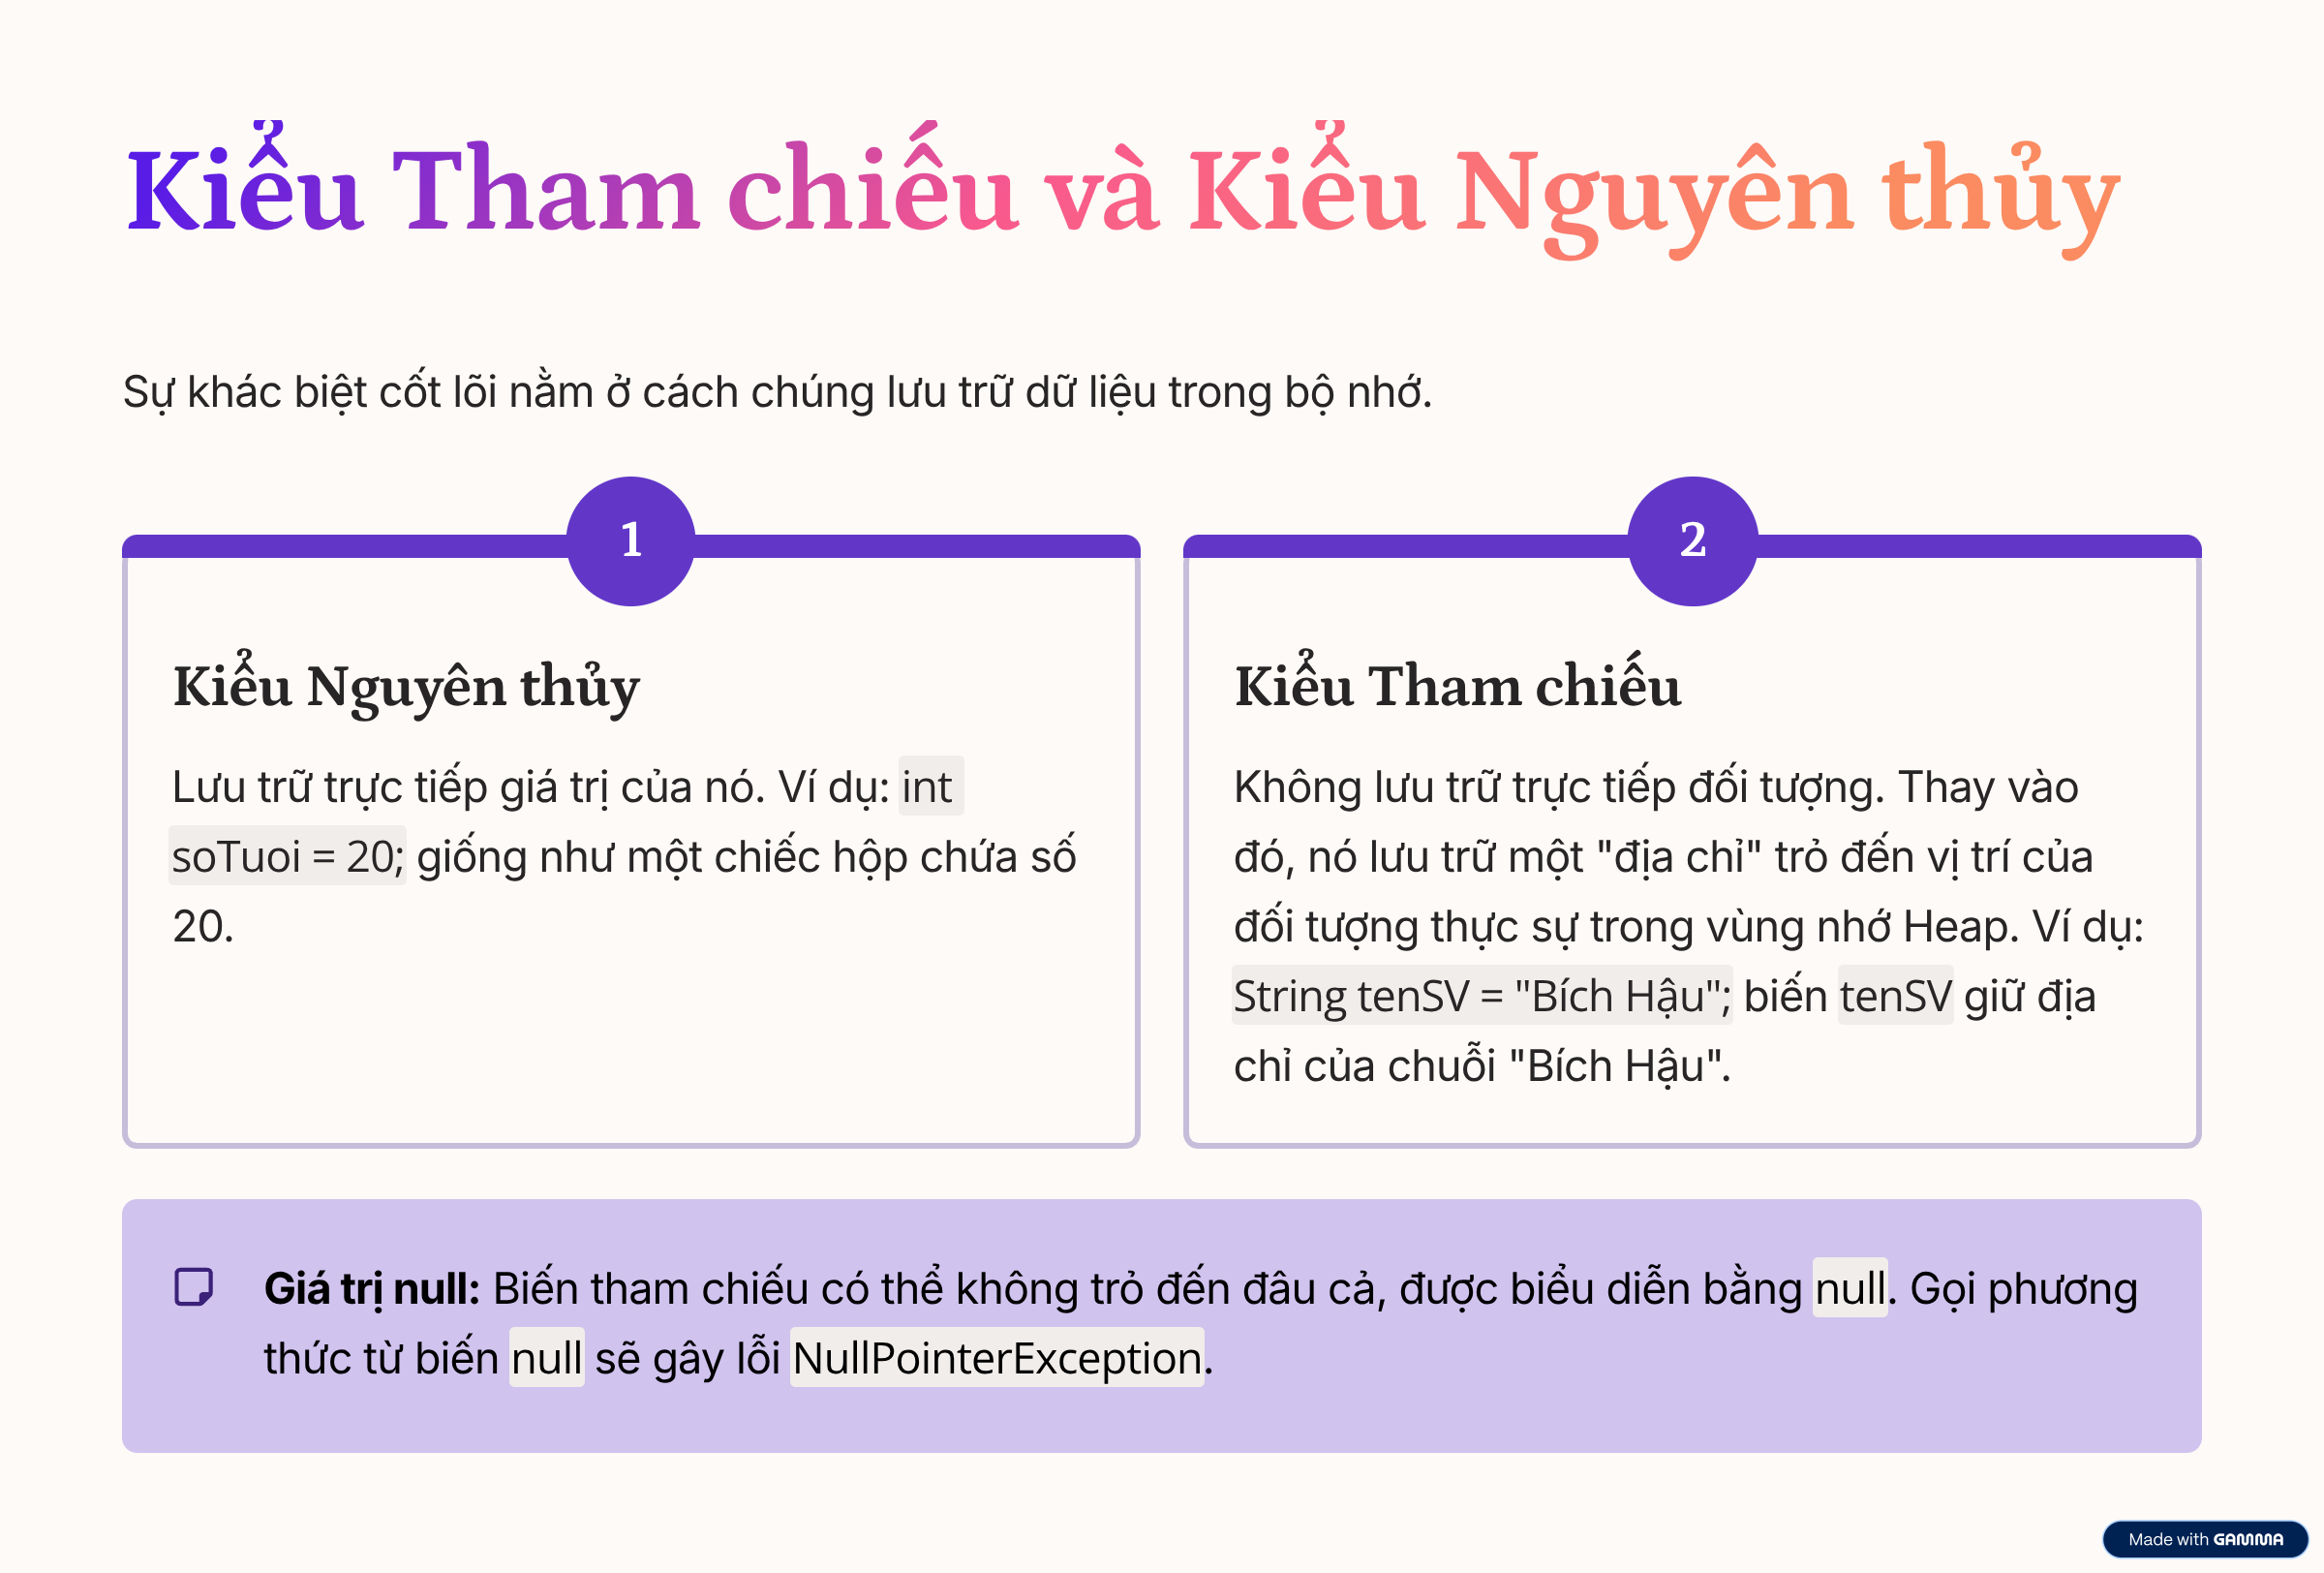 Kiểu Tham chiếu và Kiểu Nguyên thủy
Sự khác biệt cốt lõi nằm ở cách chúng lưu trữ dữ liệu trong bộ nhớ.
1
Kiểu Nguyên thủy
Lưu trữ trực tiếp giá trị của nó. Ví dụ: int
soTuoi = 20; giống như một chiếc hộp chứa số
20.
2
Kiểu Tham chiếu
Không lưu trữ trực tiếp đối tượng. Thay vào
đó, nó lưu trữ một "địa chỉ" trỏ đến vị trí của
đối tượng thực sự trong vùng nhớ Heap. Ví dụ:
String tenSV = "Bích Hậu"; biến tenSV giữ địa
chỉ của chuỗi "Bích Hậu".
Giá trị null: Biến tham chiếu có thể không trỏ đến đâu cả, được biểu diễn bằng null. Gọi phương
thức từ biến null sẽ gây lỗi NullPointerException.
Made with GAMMA